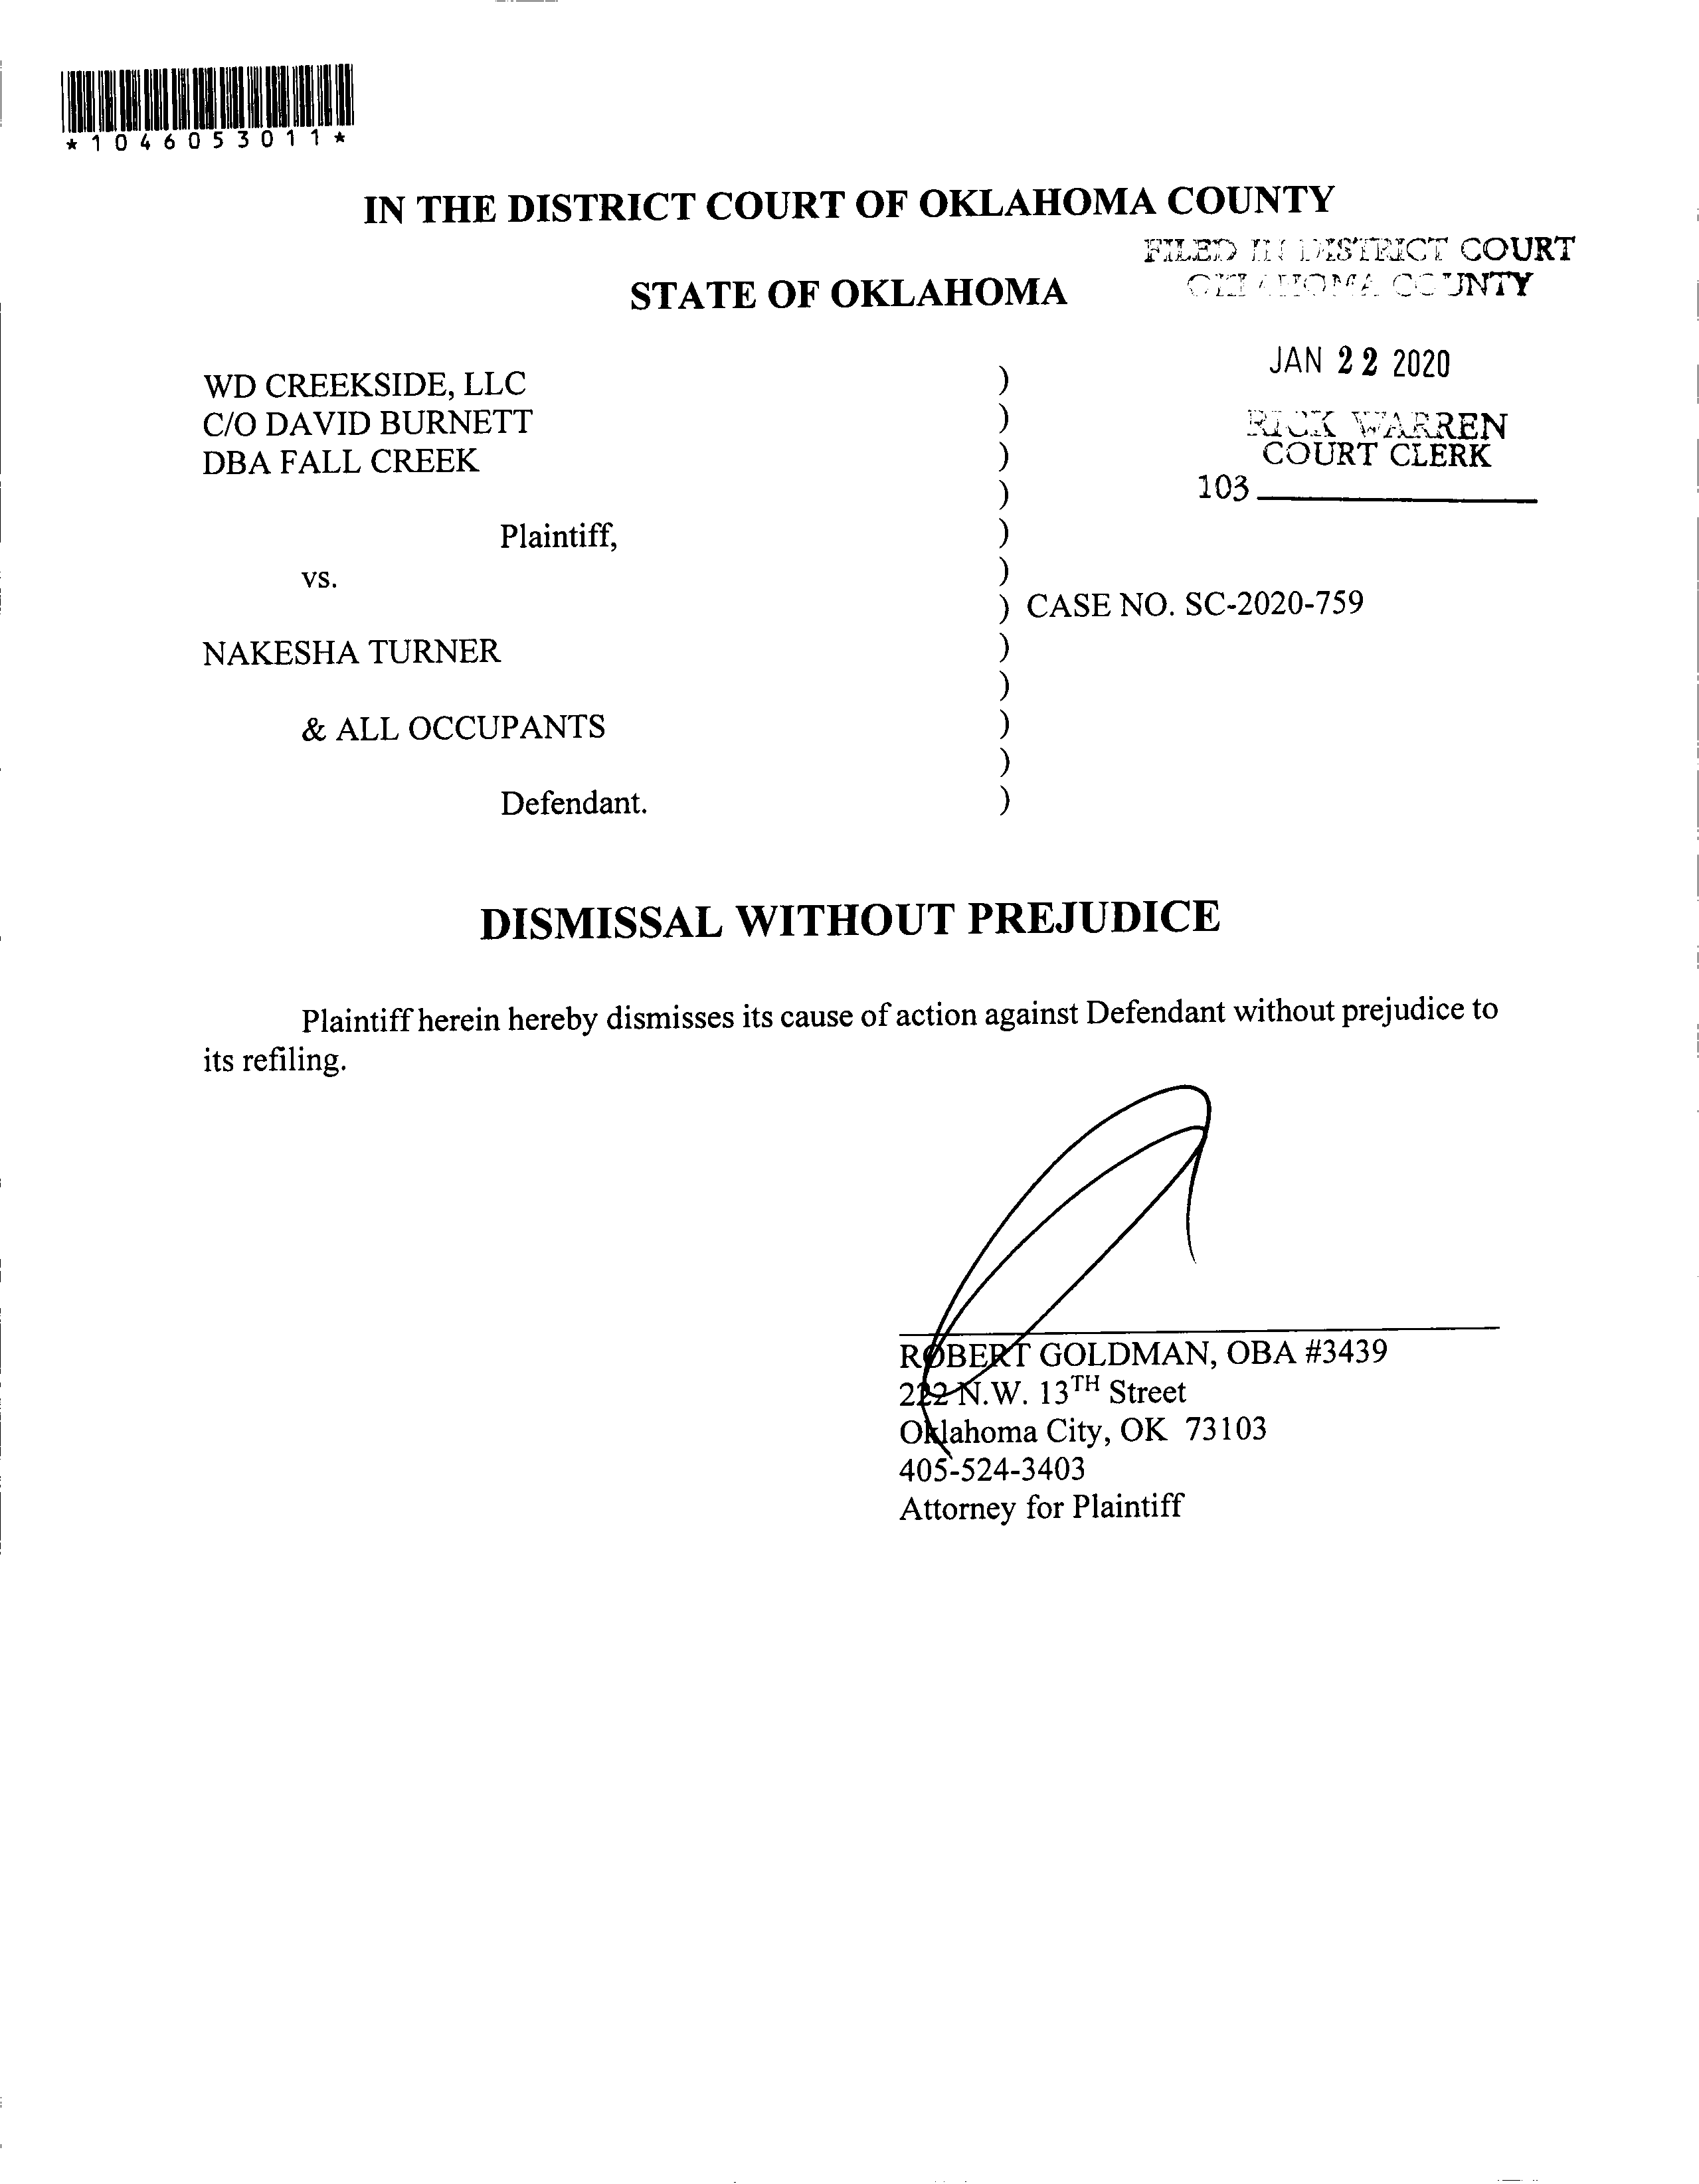 *1046053011*
IN THE DISTRICT COURT OF OKLAHOMA COUNTY
FILED IN DISTRICT COURT
OKLAHOMA COUNTY
STATE OF OKLAHOMA
JAN 22 2020
RICK WARREN
COURT CLERK
103
WD CREEKSIDE, LLC )
C/O DAVID BURNETT )
DBA FALL CREEK )
)
Plaintiff, )
vs. )
) CASE NO. SC-2020-759
NAKESHA TURNER )
)
& ALL OCCUPANTS )
)
Defendant. )
DISMISSAL WITHOUT PREJUDICE
Plaintiff herein hereby dismisses its cause of action against Defendant without prejudice to
its refiling.
ROBERT GOLDMAN, OBA #3439
222 N.W. 13TH Street
Oklahoma City, OK 73103
405-524-3403
Attorney for Plaintiff